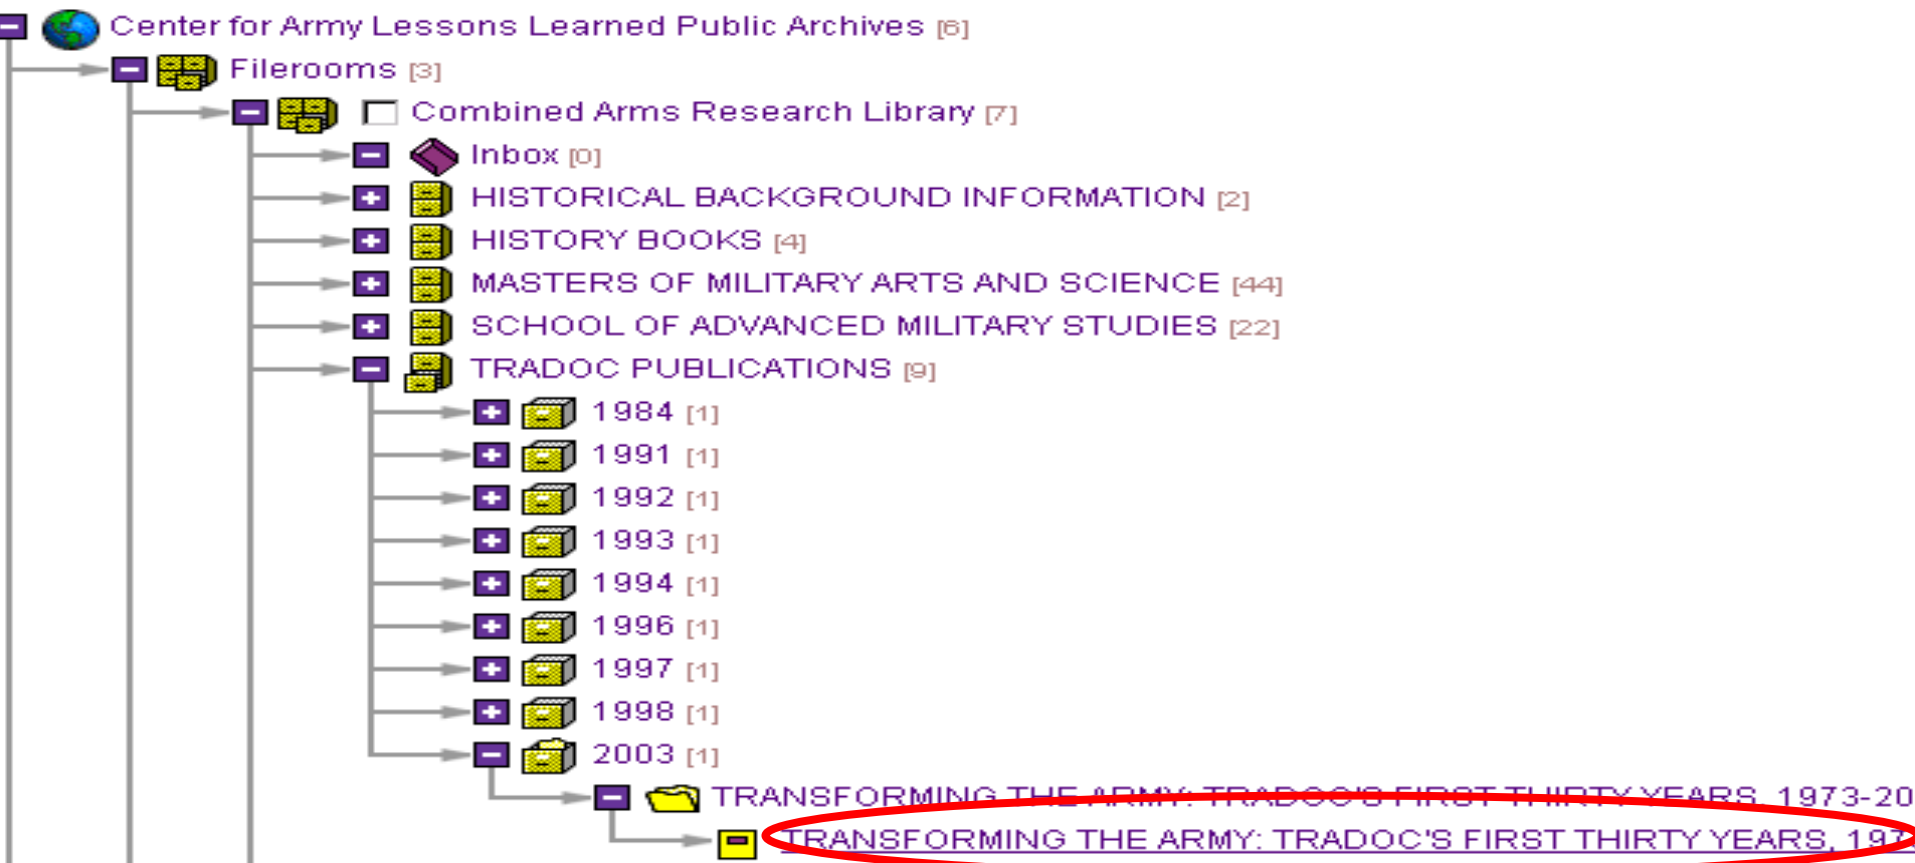 Center for Army Lessons Learned Public Archives [6]
Filerooms [3]
Combined Arms Research Library [7]
Inbox [0]
HISTORICAL BACKGROUND INFORMATION [2]
HISTORY BOOKS [4]
MASTERS OF MILITARY ARTS AND SCIENCE [44]
SCHOOL OF ADVANCED MILITARY STUDIES [22]
TRADOC PUBLICATIONS [9]
1984 [1]
1991 [1]
1992 [1]
1993 [1]
1994 [1]
1996 [1]
1997 [1]
1998 [1]
2003 [1]
TRANSFORMING THE ARMY: TRADOC'S FIRST THIRTY YEARS, 1973-20
TRANSFORMING THE ARMY: TRADOC'S FIRST THIRTY YEARS, 197